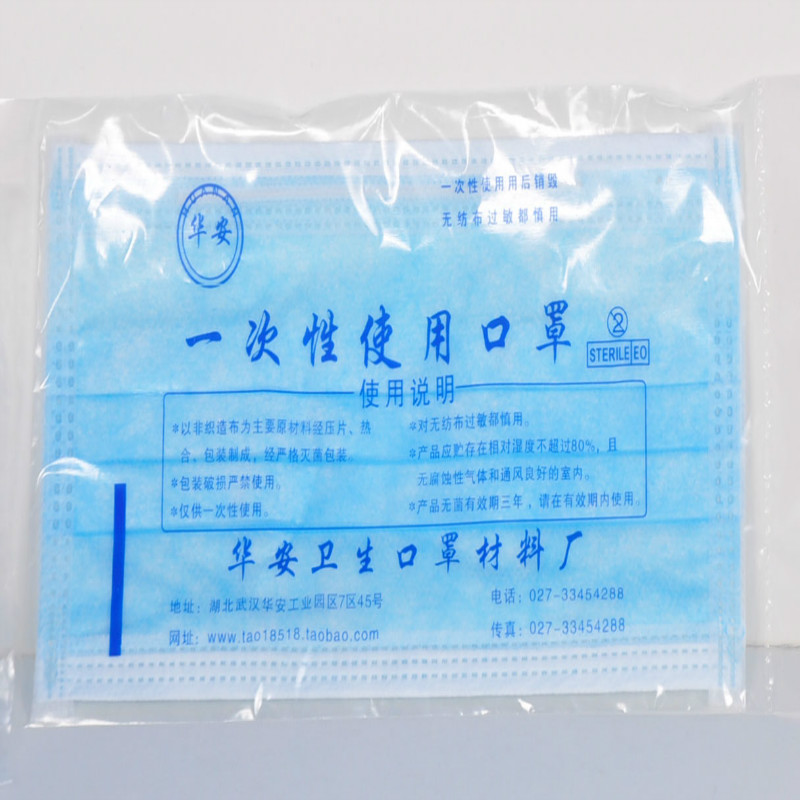 华安
一次性使用用后销毁
无纺布过敏都慎用
一次性使用口罩
2
STERILE EO
使用说明
*以非织造布为主要原材料经压片、热
合、包装制成，经严格灭菌包装。
*包装破损严禁使用。
*仅供一次性使用。
*对无纺布过敏都慎用。
*产品应贮存在相对湿度不超过80%，且
无腐蚀性气体和通风良好的室内。
*产品无菌有效期三年，请在有效期内使用。
华安卫生口罩材料厂
地址：湖北武汉华安工业园区7区45号
电话：027-33454288
网址：www.tao18518.taobao.com
传真：027-33454288